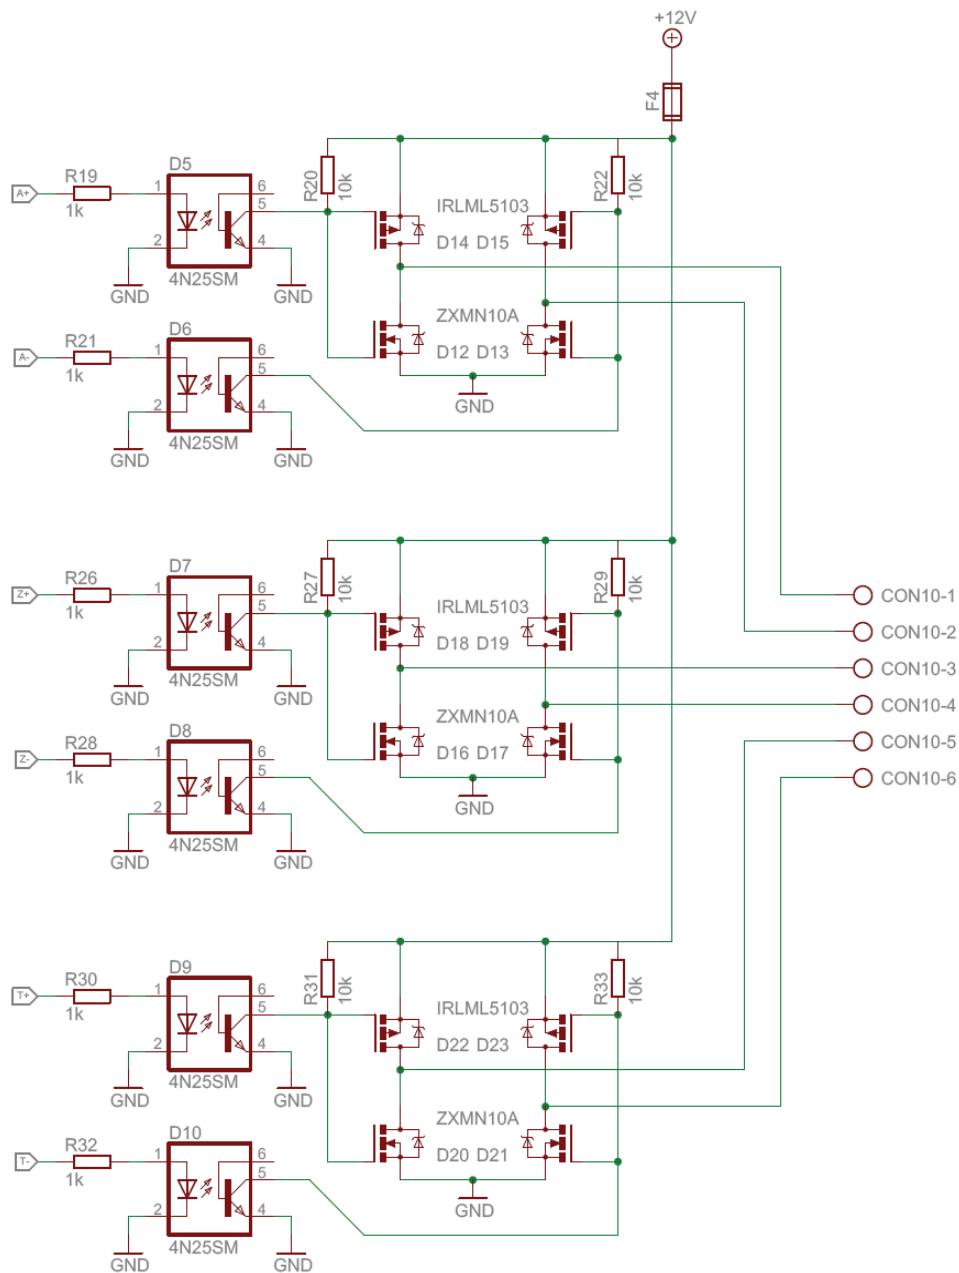 +12V
F4
D5
A+
R19
1k
1
2
6
5
4
4N25SM
GND
GND
R20
10k
R22
10k
IRLML5103
D14 D15
ZXMN10A
D12 D13
GND
D6
A-
R21
1k
1
2
6
5
4
4N25SM
GND
GND
D7
Z+
R26
1k
1
2
6
5
4
4N25SM
GND
GND
R27
10k
R29
10k
IRLML5103
D18 D19
ZXMN10A
D16 D17
GND
D8
Z-
R28
1k
1
2
6
5
4
4N25SM
GND
GND
CON10-1
CON10-2
CON10-3
CON10-4
CON10-5
CON10-6
D9
T+
R30
1k
1
2
6
5
4
4N25SM
GND
GND
R31
10k
R33
10k
IRLML5103
D22 D23
ZXMN10A
D20 D21
GND
D10
T-
R32
1k
1
2
6
5
4
4N25SM
GND
GND